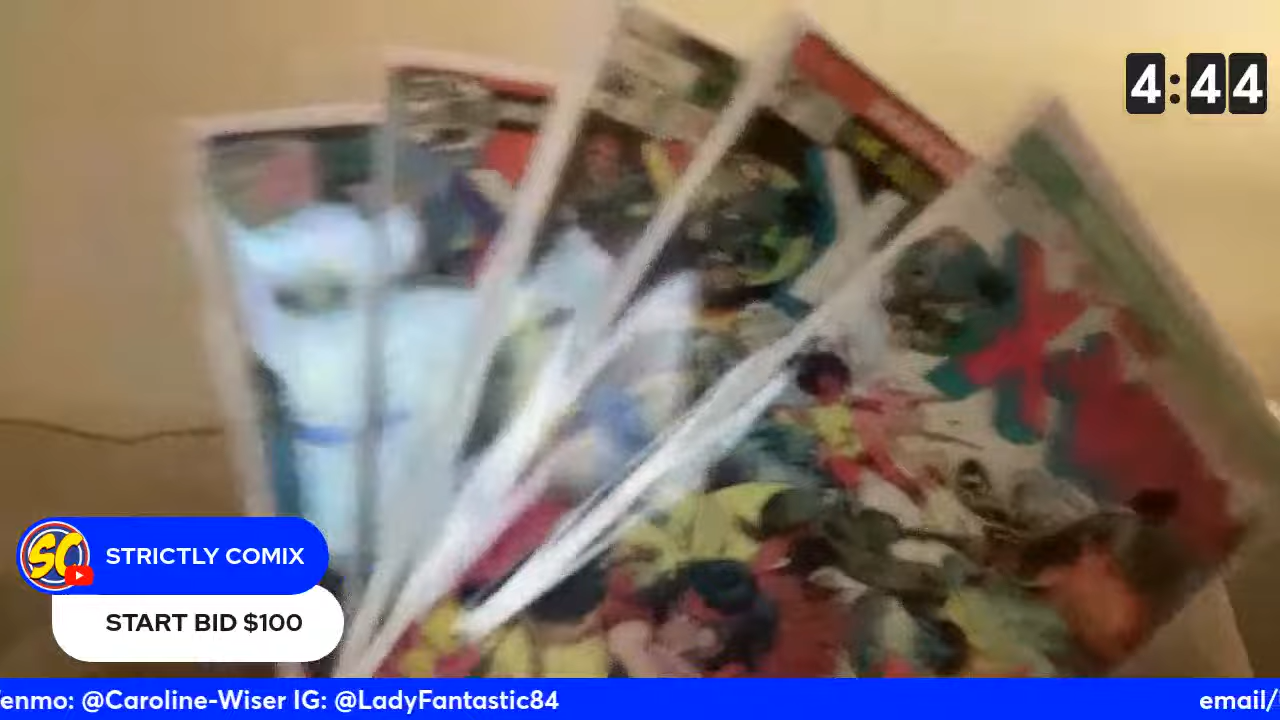 4:44
SC
STRICTLY COMIX
START BID $100
enmo: @Caroline-Wiser IG: @LadyFantastic84
email/